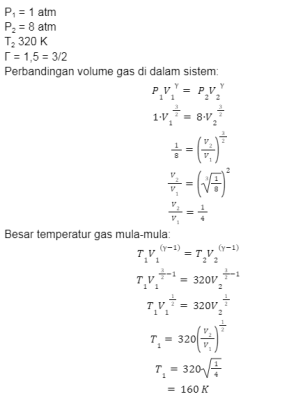 P₁ = 1 atm
P₂ = 8 atm
T₂ 320 K
Γ = 1,5 = 3/2
Perbandingan volume gas di dalam sistem:
P₁V₁^γ = P₂V₂^γ
1·V₁^(3/2) = 8·V₂^(3/2)
1/8 = (V₂/V₁)^(3/2)
V₂/V₁ = (∛(1/8))²
V₂/V₁ = 1/4
Besar temperatur gas mula-mula:
T₁V₁^(γ−1) = T₂V₂^(γ−1)
T₁V₁^(3/2−1) = 320V₂^(3/2−1)
T₁V₁^(1/2) = 320V₂^(1/2)
T₁ = 320(V₂/V₁)^(1/2)
T₁ = 320√(1/4)
= 160 K